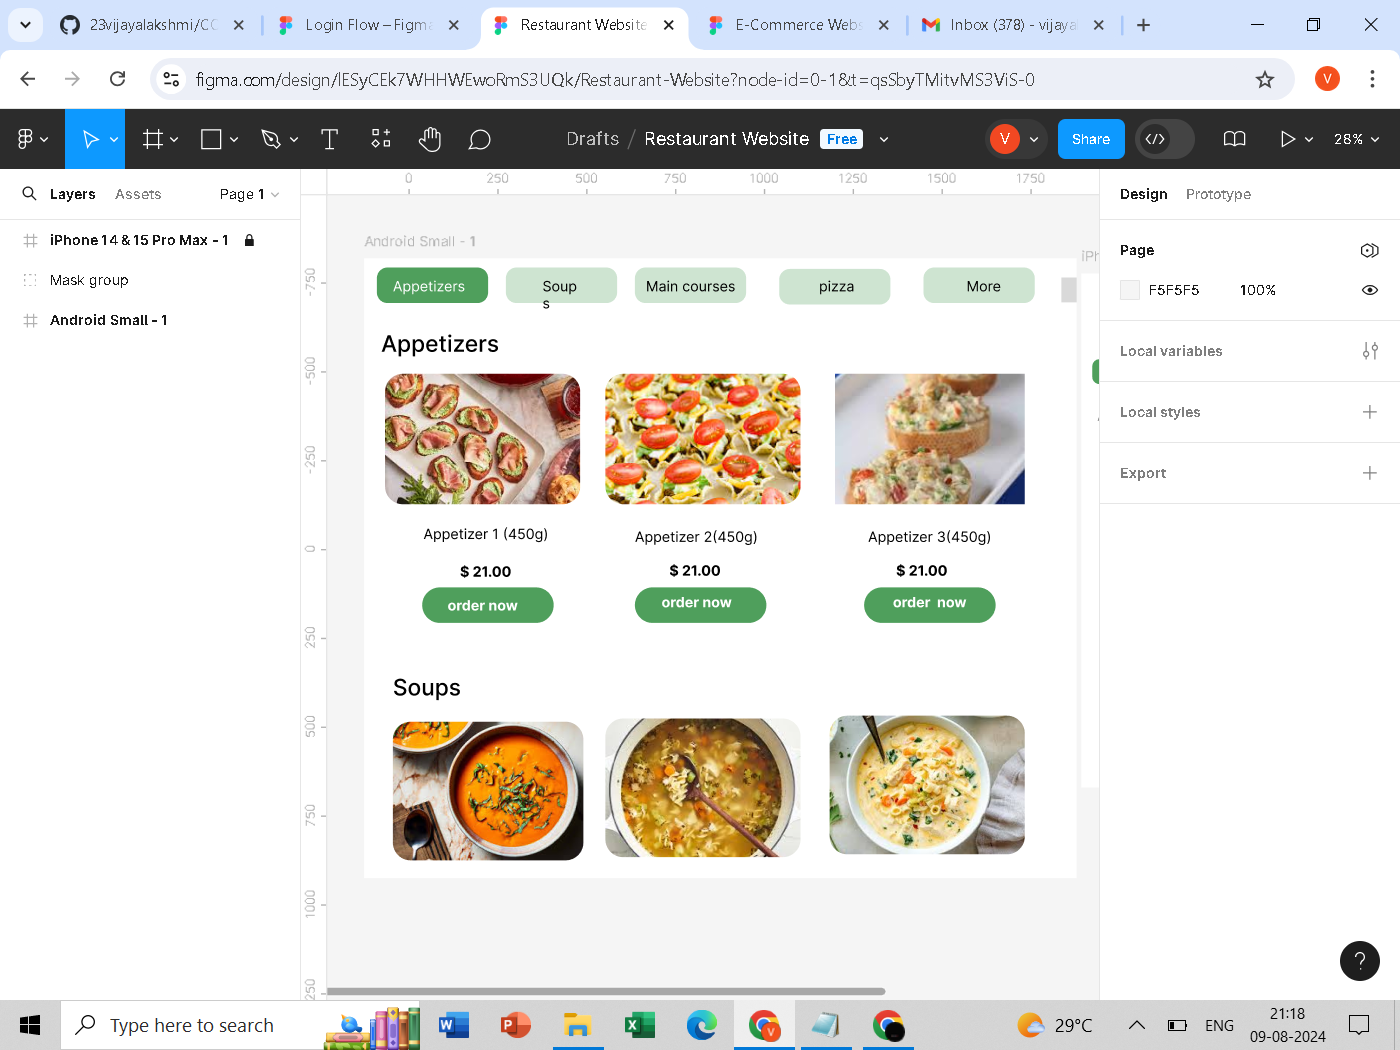 23vijayalakshmi/CC
Login Flow – Figma
Restaurant Website
E-Commerce Webs
Inbox (378) - vijaya
figma.com/design/lESyCEk7WHHWEwoRmS3UQk/Restaurant-Website?node-id=0-1&t=qsSbyTMitvMS3ViS-0
V
Drafts / Restaurant Website Free
V
Share
28%
Layers Assets Page 1
iPhone 14 & 15 Pro Max - 1
Mask group
Android Small - 1
0 250 500 750 1000 1250 1500 1750
-750
-500
-250
0
250
500
750
1000
250
Android Small - 1
iPh
Appetizers
Soup
s
Main courses
pizza
More
Appetizers
Appetizer 1 (450g)
Appetizer 2(450g)
Appetizer 3(450g)
$ 21.00
$ 21.00
$ 21.00
order now
order now
order now
Soups
Design Prototype
Page
F5F5F5 100%
Local variables
Local styles
Export
?
Type here to search
29°C
ENG
21:18
09-08-2024